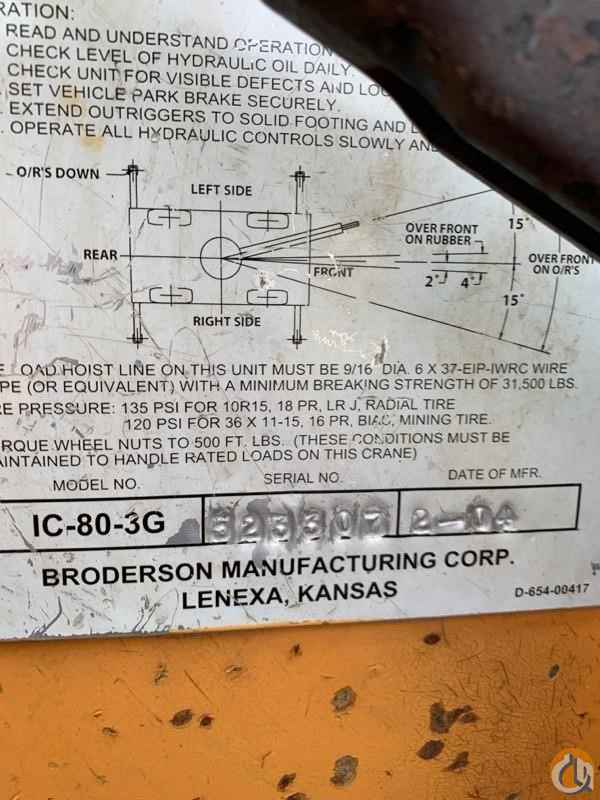 RATION:
READ AND UNDERSTAND OPERATION
CHECK LEVEL OF HYDRAULIC OIL DAILY.
CHECK UNIT FOR VISIBLE DEFECTS AND
SET VEHICLE PARK BRAKE SECURELY.
EXTEND OUTRIGGERS TO SOLID FOOTING AND
OPERATE ALL HYDRAULIC CONTROLS SLOWLY AND
O/R'S DOWN
LEFT SIDE
15°
OVER FRONT
ON RUBBER
REAR
FRONT
OVER FRONT
ON O/R'S
2° 4°
15°
RIGHT SIDE
LOAD HOIST LINE ON THIS UNIT MUST BE 9/16" DIA. 6 X 37-EIP-IWRC WIRE
PE (OR EQUIVALENT) WITH A MINIMUM BREAKING STRENGTH OF 31,500 LBS.
RE PRESSURE: 135 PSI FOR 10R15, 18 PR, LR J, RADIAL TIRE
120 PSI FOR 36 X 11-15, 16 PR, BIAS, MINING TIRE.
RQUE WHEEL NUTS TO 500 FT. LBS. (THESE CONDITIONS MUST BE
AINTAINED TO HANDLE RATED LOADS ON THIS CRANE)
MODEL NO. SERIAL NO. DATE OF MFR.
IC-80-3G 323307 2-04
BRODERSON MANUFACTURING CORP.
LENEXA, KANSAS
D-654-00417